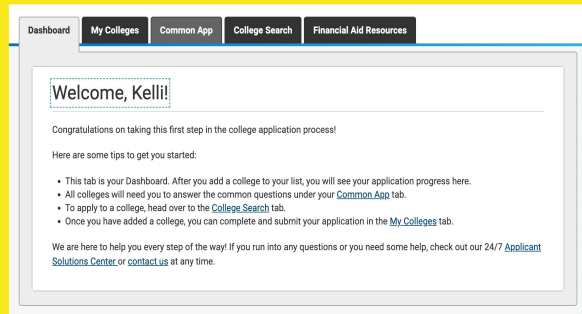 Dashboard My Colleges Common App College Search Financial Aid Resources
Welcome, Kelli!
Congratulations on taking this first step in the college application process!
Here are some tips to get you started:
• This tab is your Dashboard. After you add a college to your list, you will see your application progress here.
• All colleges will need you to answer the common questions under your Common App tab.
• To apply to a college, head over to the College Search tab.
• Once you have added a college, you can complete and submit your application in the My Colleges tab.
We are here to help you every step of the way! If you run into any questions or you need some help, check out our 24/7 Applicant
Solutions Center or contact us at any time.